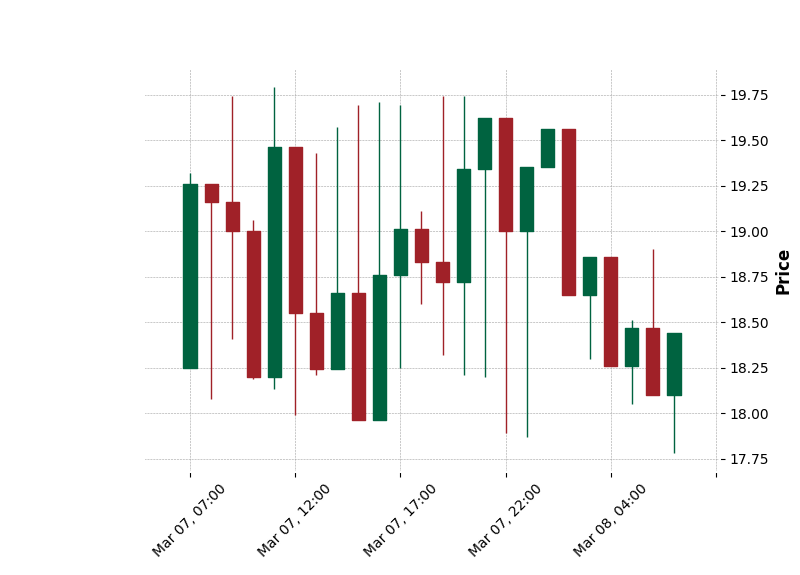 19.75
19.50
19.25
19.00
18.75
18.50
18.25
18.00
17.75
Price
Mar 07, 07:00
Mar 07, 12:00
Mar 07, 17:00
Mar 07, 22:00
Mar 08, 04:00